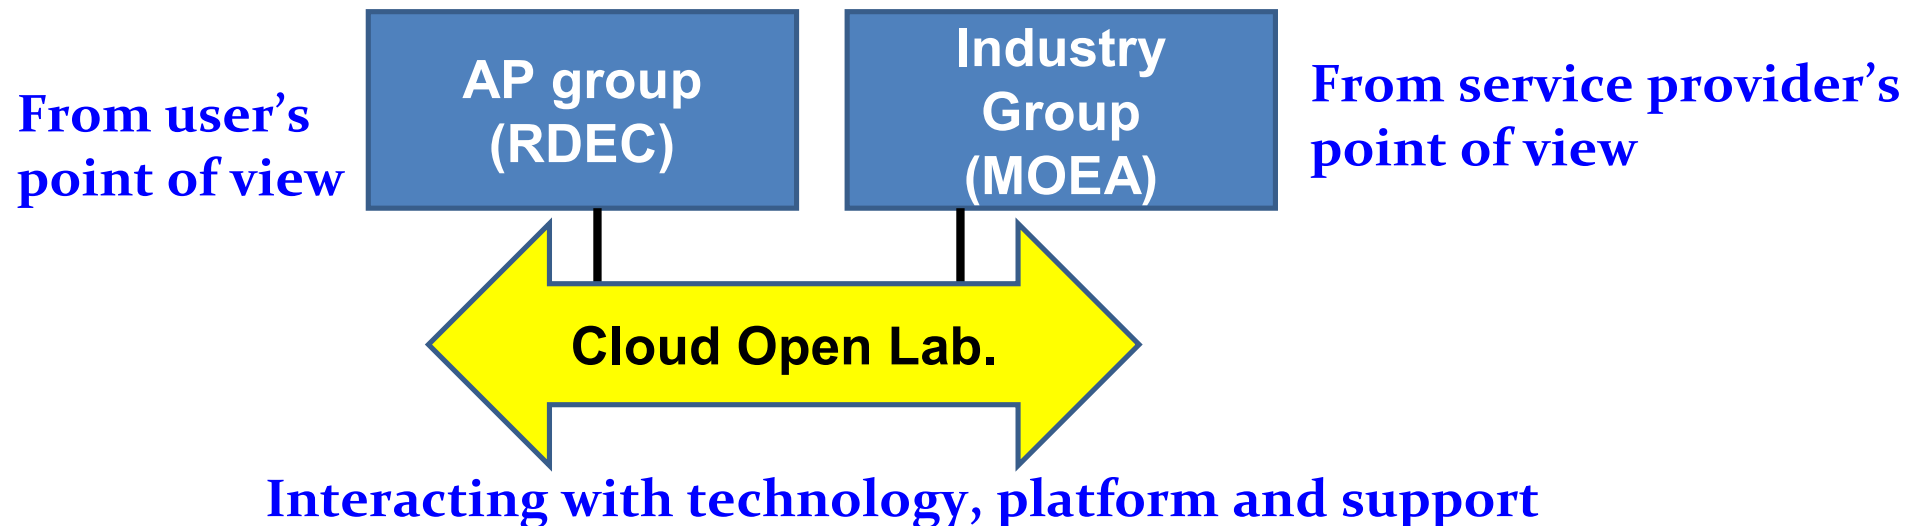 From user’s
point of view
AP group
(RDEC)
Industry
Group
(MOEA)
From service provider’s
point of view
Cloud Open Lab.
Interacting with technology, platform and support